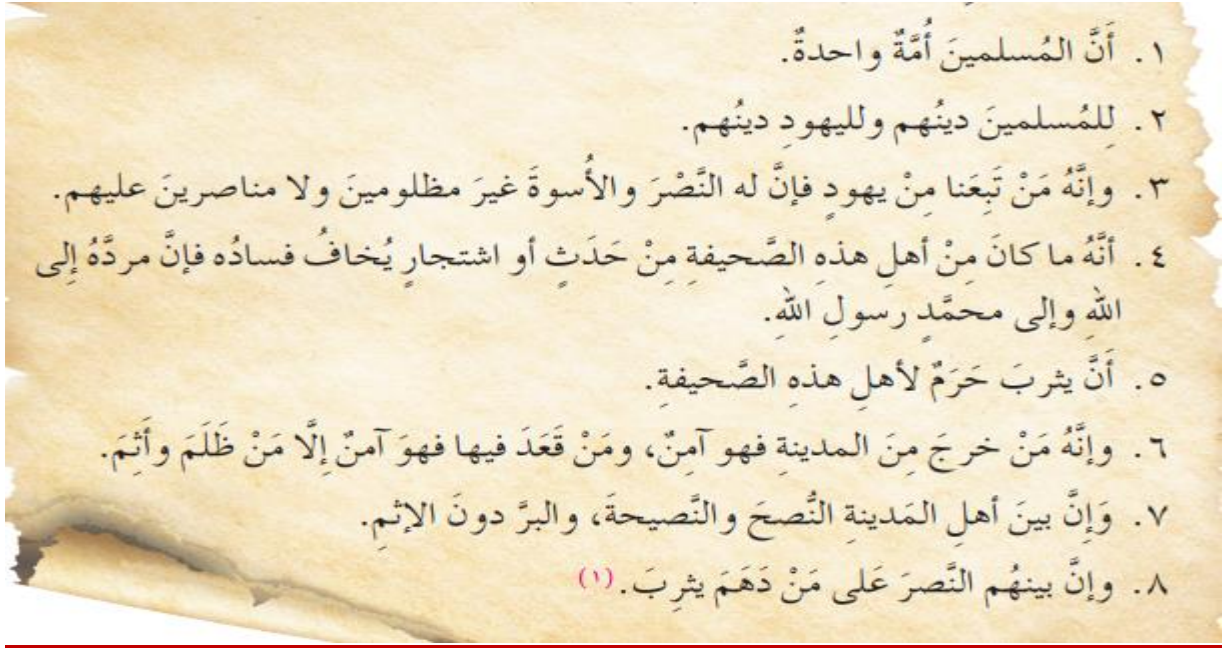 ١. أَنَّ المُسلمينَ أُمَّةٌ واحدةٌ.
٢. لِلمُسلمينَ دينُهم ولليهودِ دينُهم.
٣. وإنَّهُ مَنْ تَبِعَنا مِنْ يهودٍ فإنَّ له النَّصْرَ والأُسوةَ غيرَ مظلومينَ ولا مناصرينَ عليهم.
٤. أنَّهُ ما كانَ مِنْ أهلِ هذهِ الصَّحيفةِ مِنْ حَدَثٍ أو اشتجارٍ يُخافُ فسادُه فإنَّ مردَّهُ إلى
اللهِ وإلى محمَّدٍ رسولِ اللهِ.
٥. أَنَّ يثربَ حَرَمٌ لأهلِ هذهِ الصَّحيفةِ.
٦. وإنَّهُ مَنْ خرجَ مِنَ المدينةِ فهو آمِنٌ، ومَنْ قَعَدَ فيها فهوَ آمنٌ إلَّا مَنْ ظَلَمَ وأثِمَ.
٧. وَإنَّ بينَ أهلِ المَدينةِ النُّصحَ والنَّصيحةَ، والبرَّ دونَ الإثمِ.
٨. وإنَّ بينهُم النَّصرَ عَلى مَنْ دَهَمَ يثرِبَ. (١)